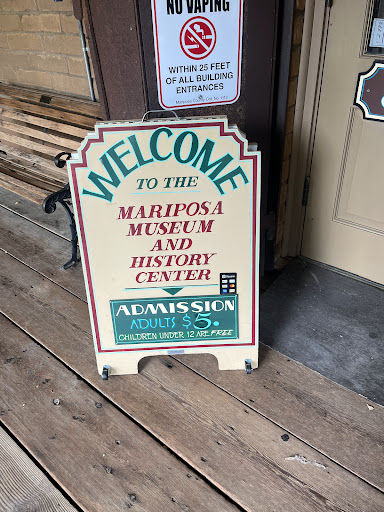 NO VAPING
WITHIN 25 FEET
OF ALL BUILDING
ENTRANCES
WELCOME
TO THE
MARIPOSA
MUSEUM
AND
HISTORY
CENTER
ADMISSION
ADULTS $5.
CHILDREN UNDER 12 ARE FREE